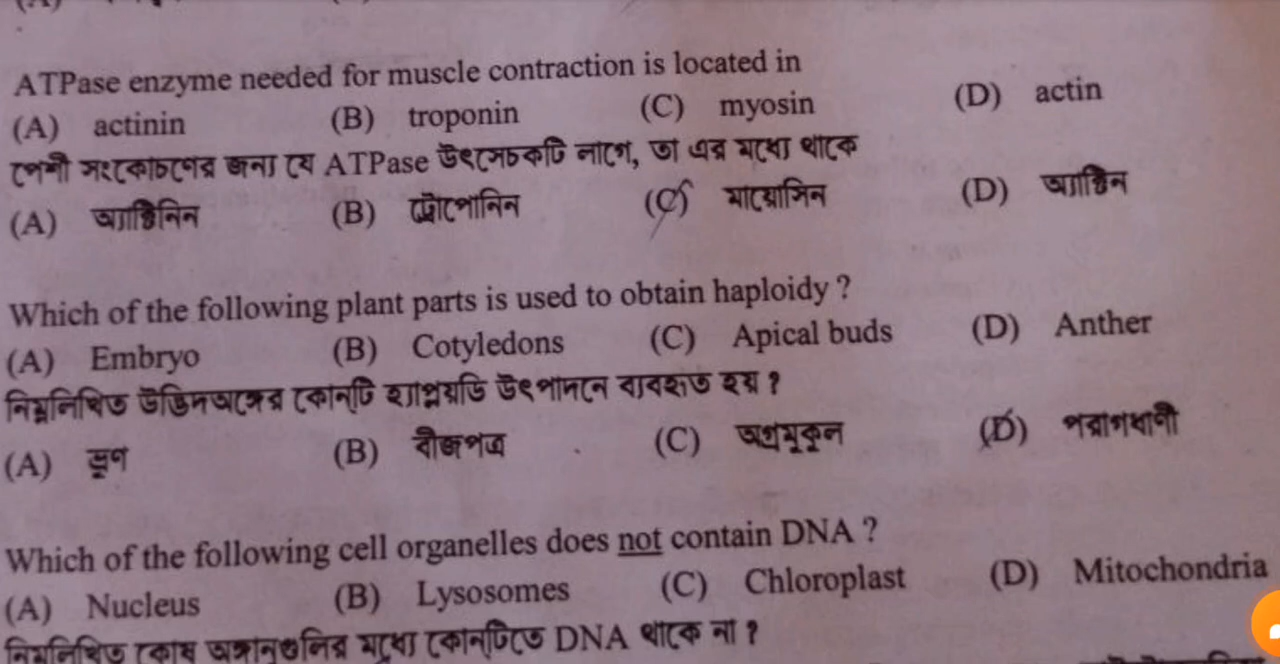 ATPase enzyme needed for muscle contraction is located in
(A) actinin (B) troponin (C) myosin (D) actin
পেশী সংকোচণের জন্য যে ATPase উৎসেচকটি লাগে, তা এর মধ্যে থাকে
(A) অ্যাক্টিনিন (B) ট্রোপোনিন (C) মায়োসিন (D) অ্যাক্টিন
Which of the following plant parts is used to obtain haploidy ?
(A) Embryo (B) Cotyledons (C) Apical buds (D) Anther
নিম্নলিখিত উদ্ভিদঅঙ্গের কোন্‌টি হ্যাপ্লয়ডি উৎপাদনে ব্যবহৃত হয় ?
(A) ভ্রূণ (B) বীজপত্র (C) অগ্রমুকুল (D) পরাগধানী
Which of the following cell organelles does not contain DNA ?
(A) Nucleus (B) Lysosomes (C) Chloroplast (D) Mitochondria
নিম্নলিখিত কোষ অঙ্গানুগুলির মধ্যে কোন্‌টিতে DNA থাকে না ?